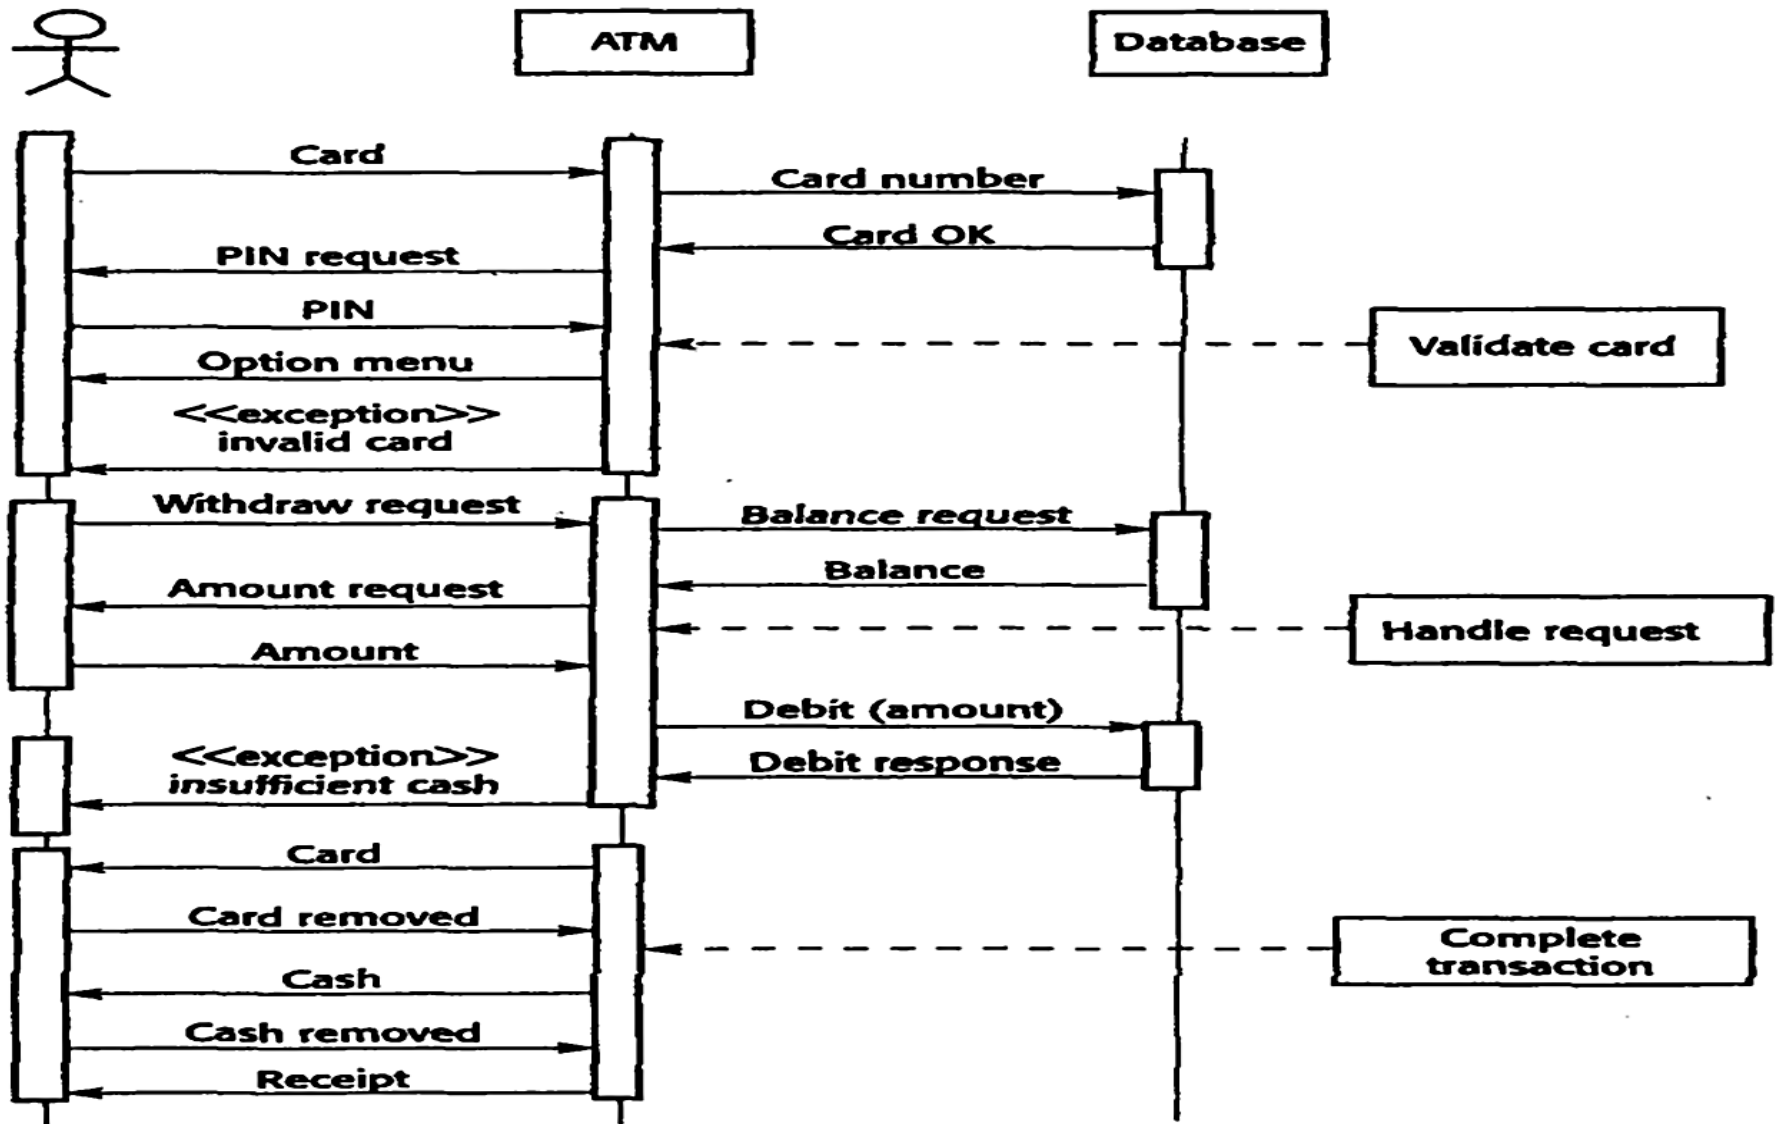 ATM
Database
Card
Card number
Card OK
PIN request
PIN
Validate card
Option menu
<<exception>>
invalid card
Withdraw request
Balance request
Balance
Amount request
Handle request
Amount
Debit (amount)
<<exception>>
insufficient cash
Debit response
Card
Card removed
Complete
transaction
Cash
Cash removed
Receipt